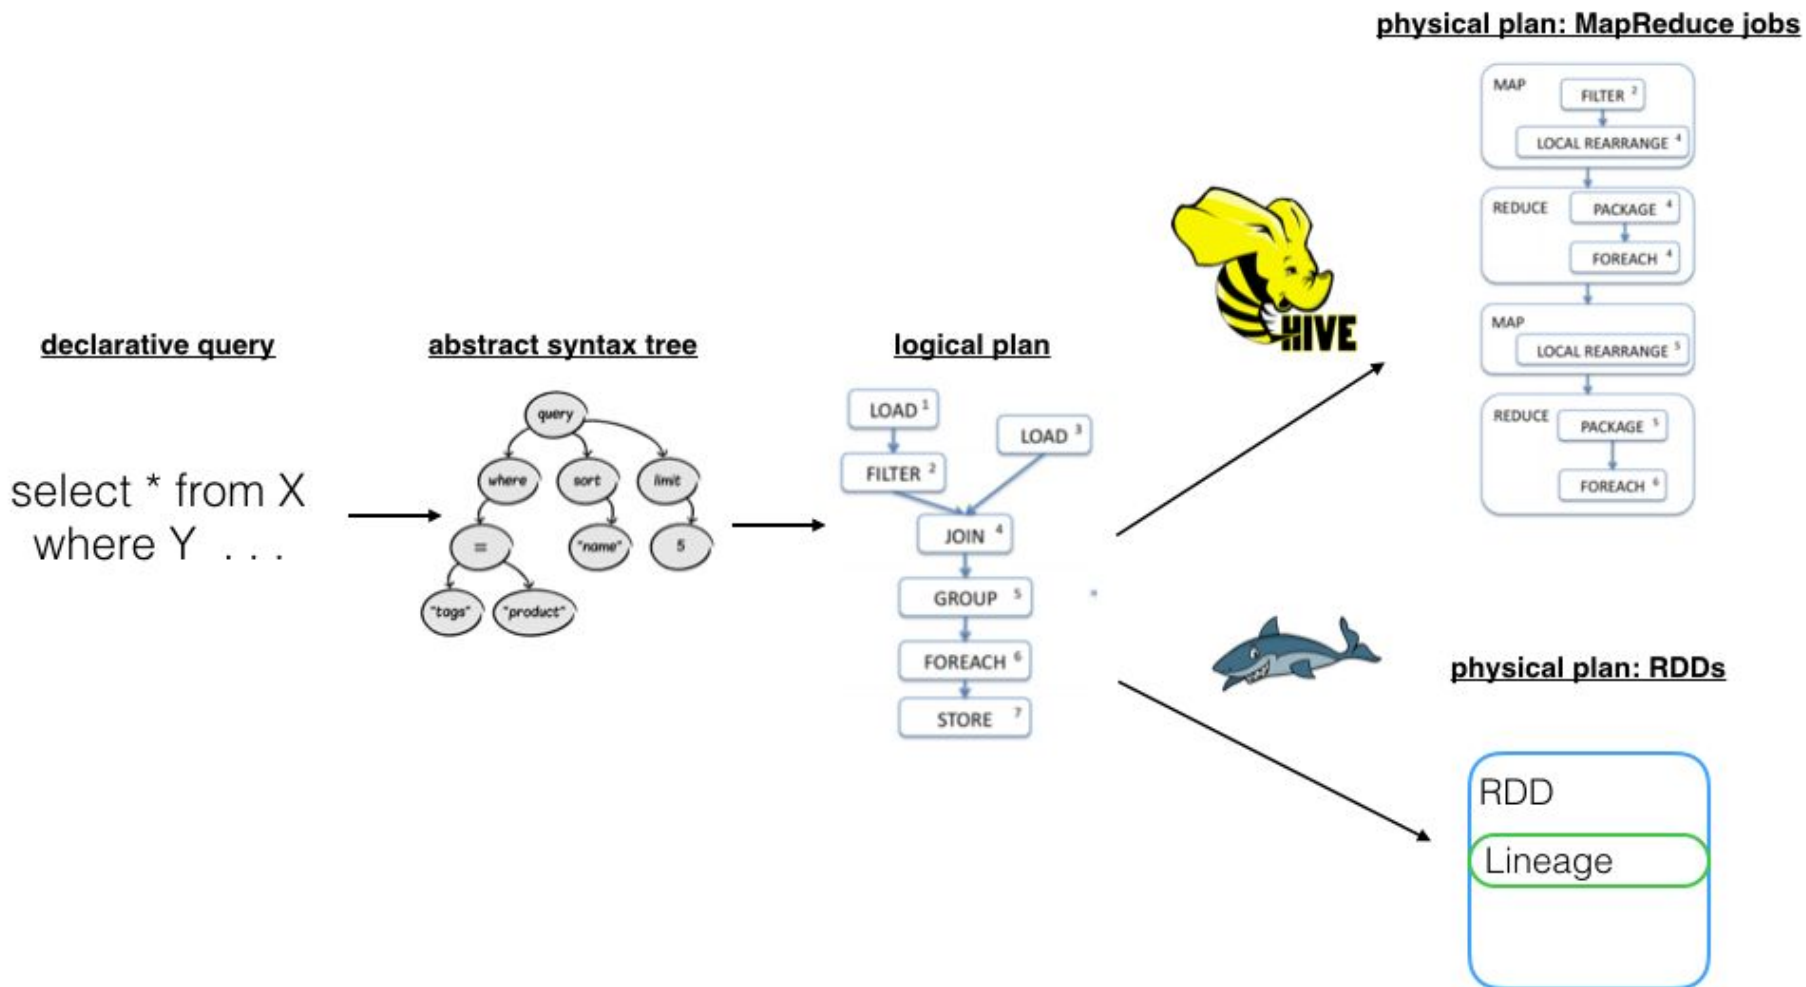 physical plan: MapReduce jobs
MAP
FILTER 2
LOCAL REARRANGE 4
REDUCE
PACKAGE 4
FOREACH 4
MAP
LOCAL REARRANGE 5
REDUCE
PACKAGE 5
FOREACH 6
HIVE
declarative query
select * from X
where Y . . .
abstract syntax tree
query
where
sort
limit
=
"name"
5
"tags"
"product"
logical plan
LOAD 1
LOAD 3
FILTER 2
JOIN 4
GROUP 5
FOREACH 6
STORE 7
physical plan: RDDs
RDD
Lineage